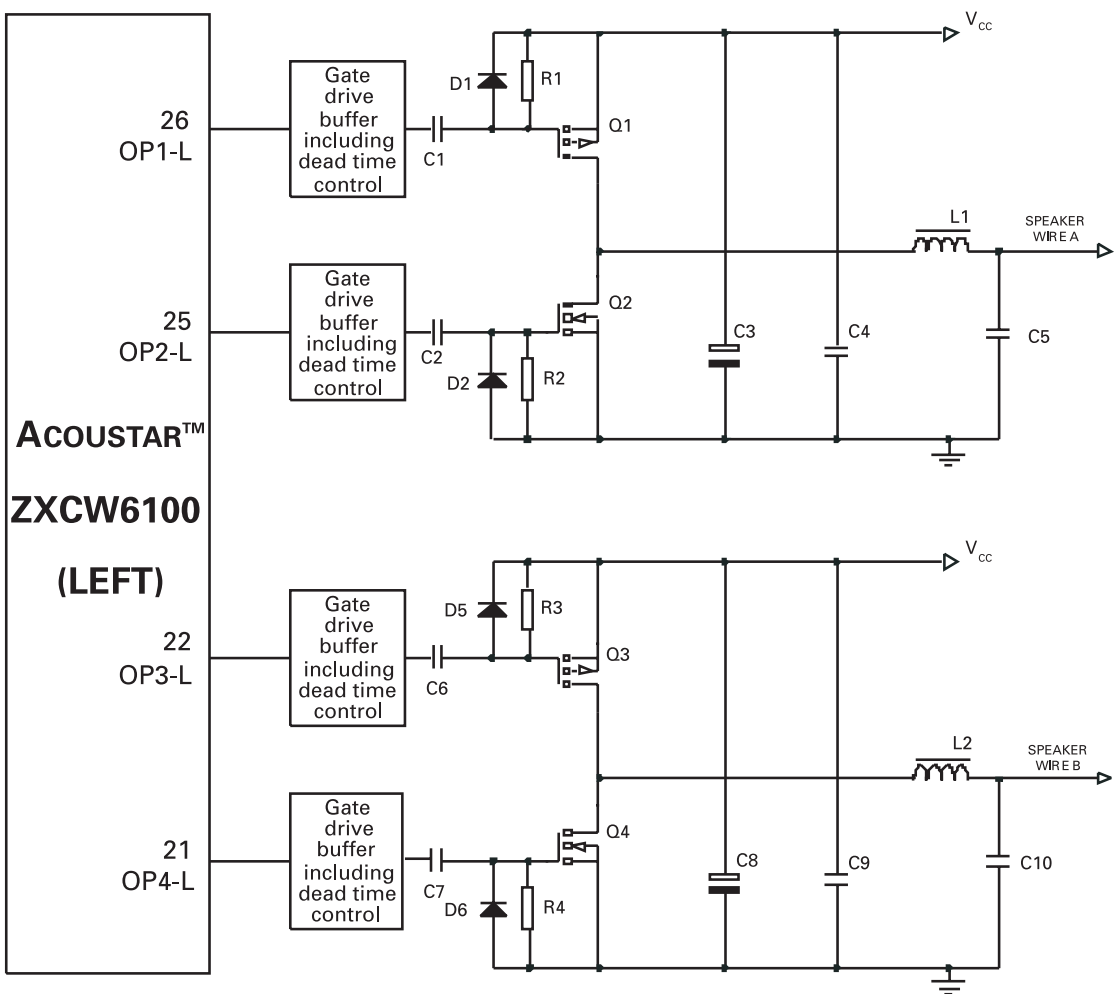 V CC
Gate
drive
buffer
including
dead time
control
D1
R1
26
OP1-L
C1
Q1
L1
SPEAKER
WIRE A
Gate
drive
buffer
including
dead time
control
25
OP2-L
C2
Q2
D2
R2
C3
C4
C5
ACOUSTAR™
ZXCW6100
(LEFT)
V CC
Gate
drive
buffer
including
dead time
control
D5
R3
22
OP3-L
C6
Q3
L2
SPEAKER
WIRE B
Gate
drive
buffer
including
dead time
control
21
OP4-L
C7
Q4
D6
R4
C8
C9
C10